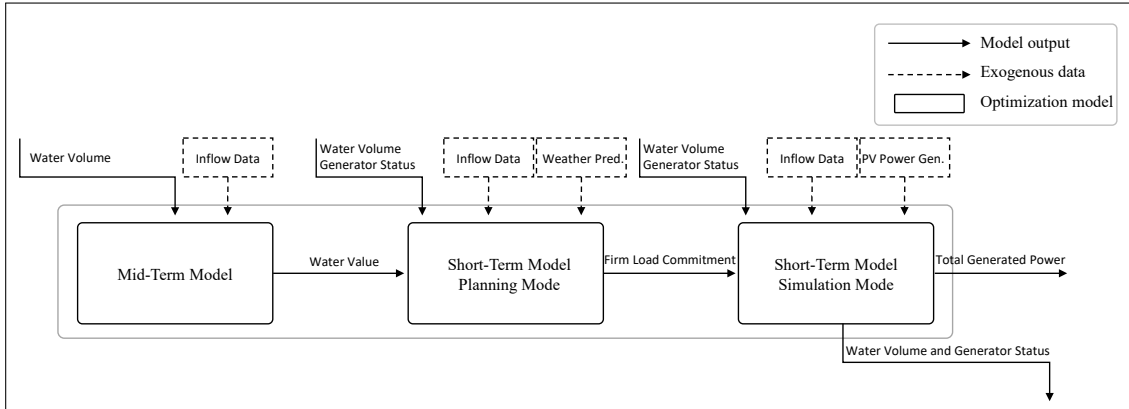 Model output
Exogenous data
Optimization model
Water Volume
Inflow Data
Water Volume
Generator Status
Inflow Data
Weather Pred.
Water Volume
Generator Status
Inflow Data
PV Power Gen.
Mid-Term Model
Water Value
Short-Term Model
Planning Mode
Firm Load Commitment
Short-Term Model
Simulation Mode
Total Generated Power
Water Volume and Generator Status